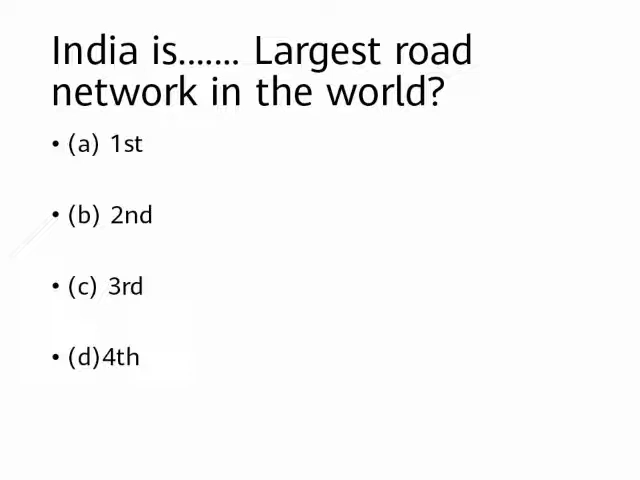 India is....... Largest road
network in the world?
• (a) 1st
• (b) 2nd
• (c) 3rd
• (d)4th